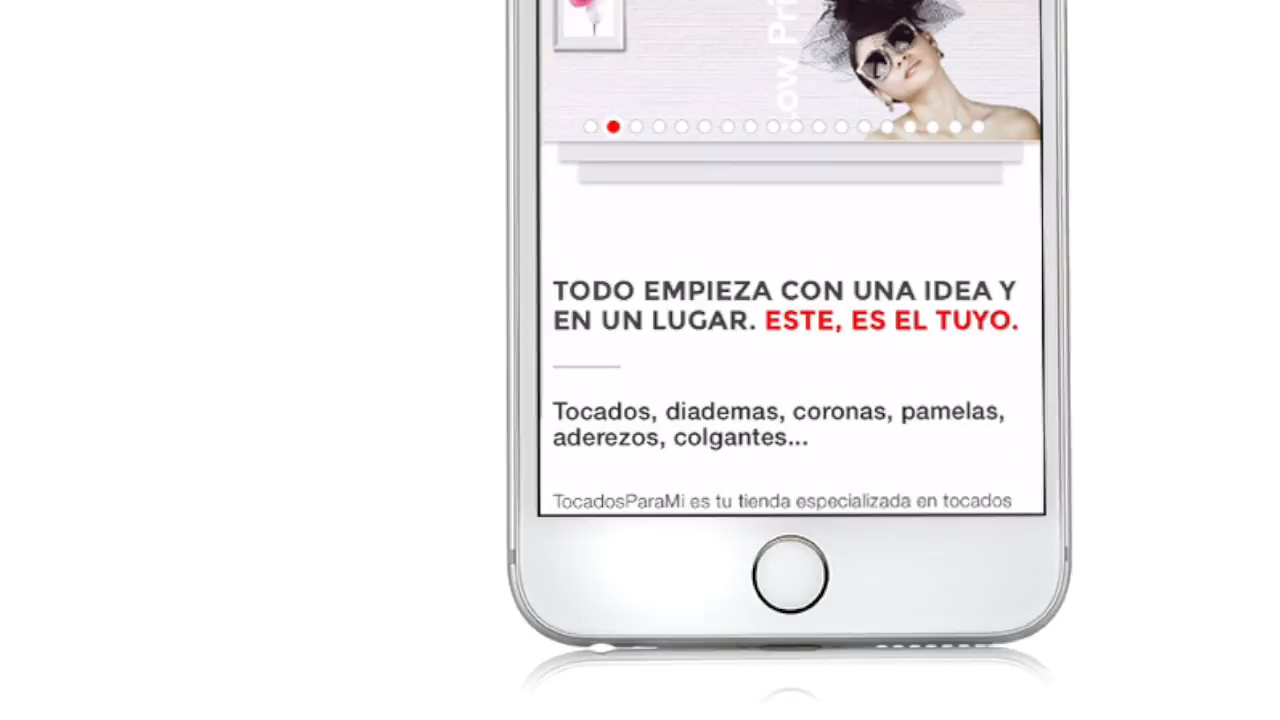 TODO EMPIEZA CON UNA IDEA Y
EN UN LUGAR. ESTE, ES EL TUYO.
Tocados, diademas, coronas, pamelas,
aderezos, colgantes...
TocadosParaMi es tu tienda especializada en tocados